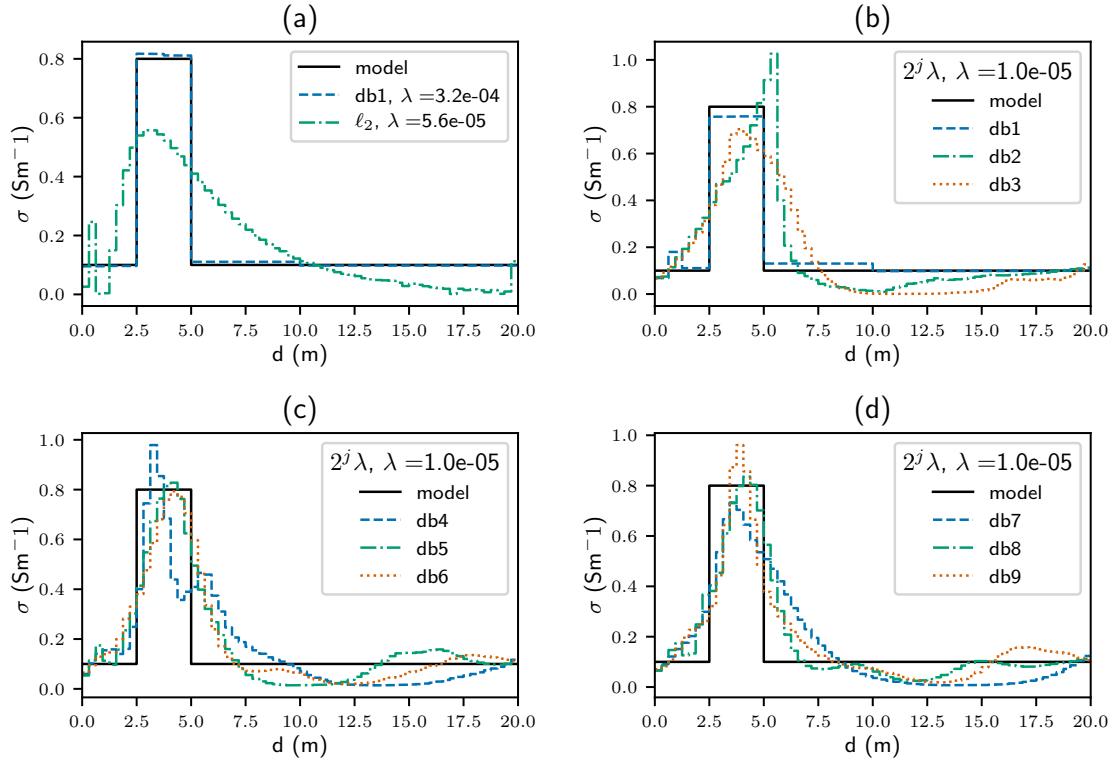 (a)
σ (Sm−1)
0.8
0.6
0.4
0.2
0.0
model
db1, λ =3.2e-04
ℓ2, λ =5.6e-05
0.0 2.5 5.0 7.5 10.0 12.5 15.0 17.5 20.0
d (m)
(b)
σ (Sm−1)
1.0
0.8
0.6
0.4
0.2
0.0
2^j λ, λ =1.0e-05
model
db1
db2
db3
0.0 2.5 5.0 7.5 10.0 12.5 15.0 17.5 20.0
d (m)
(c)
σ (Sm−1)
1.0
0.8
0.6
0.4
0.2
0.0
2^j λ, λ =1.0e-05
model
db4
db5
db6
0.0 2.5 5.0 7.5 10.0 12.5 15.0 17.5 20.0
d (m)
(d)
σ (Sm−1)
1.0
0.8
0.6
0.4
0.2
0.0
2^j λ, λ =1.0e-05
model
db7
db8
db9
0.0 2.5 5.0 7.5 10.0 12.5 15.0 17.5 20.0
d (m)